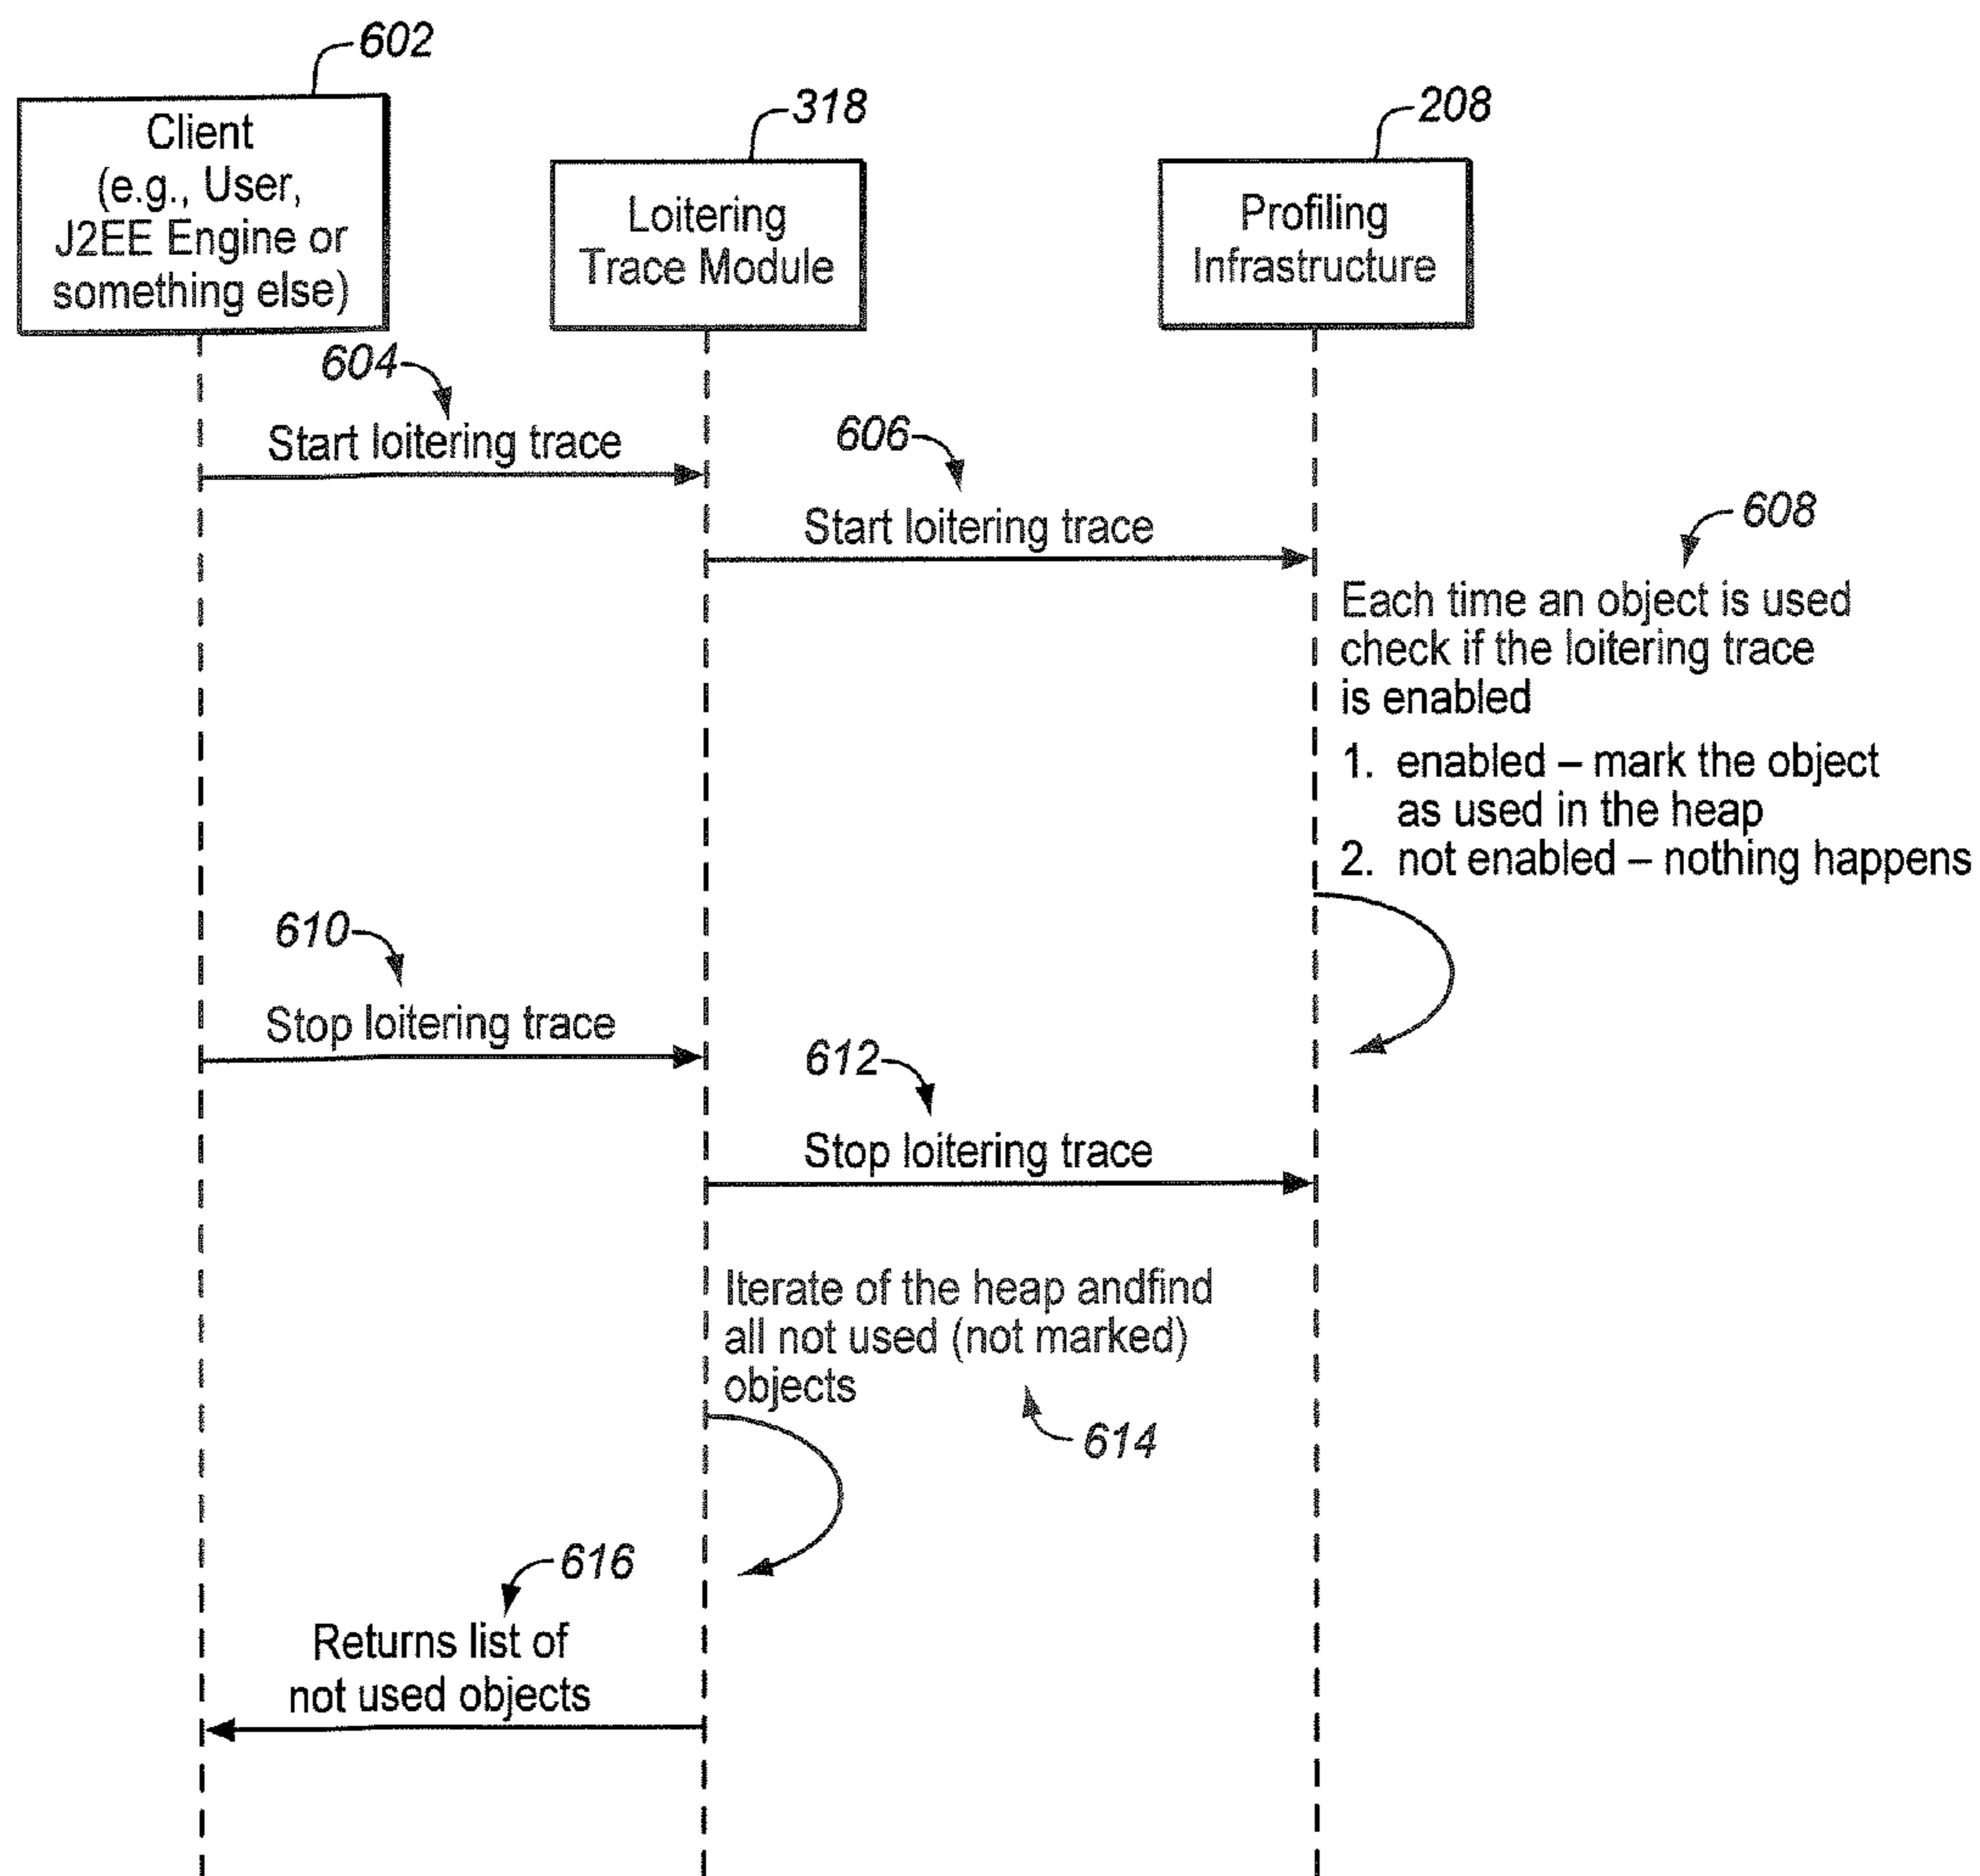 602
Client
(e.g., User,
J2EE Engine or
something else)
318
Loitering
Trace Module
208
Profiling
Infrastructure
604
Start loitering trace
606
Start loitering trace
608
Each time an object is used
check if the loitering trace
is enabled
1. enabled – mark the object
as used in the heap
2. not enabled – nothing happens
610
Stop loitering trace
612
Stop loitering trace
Iterate of the heap andfind
all not used (not marked)
objects
614
616
Returns list of
not used objects